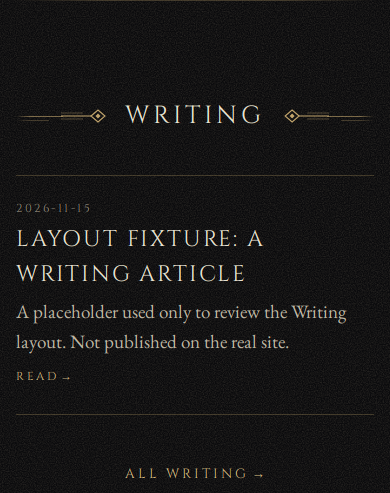 WRITING
2026-11-15
LAYOUT FIXTURE: A
WRITING ARTICLE
A placeholder used only to review the Writing
layout. Not published on the real site.
READ →
ALL WRITING →